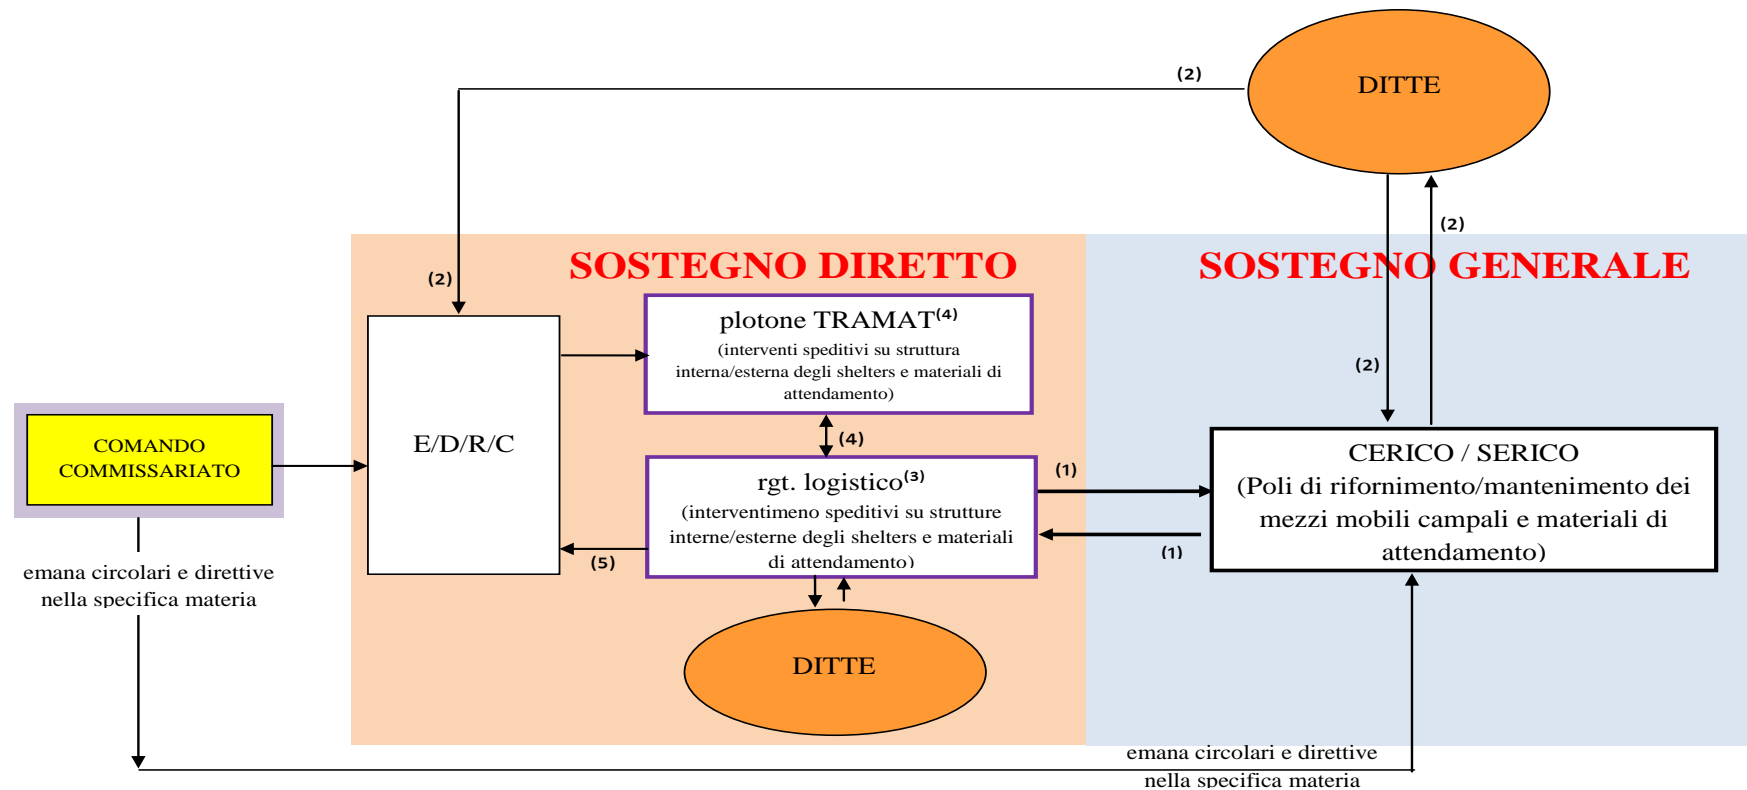 (2)
DITTE
(2)
SOSTEGNO DIRETTO
SOSTEGNO GENERALE
(2)
plotone TRAMAT(4)
(interventi speditivi su struttura
interna/esterna degli shelters e materiali di
attendamento)
(2)
E/D/R/C
(4)
COMANDO
COMMISSARIATO
rgt. logistico(3)
(interventimeno speditivi su strutture
interne/esterne degli shelters e materiali
di attendamento)
(1)
(1)
CERICO / SERICO
(Poli di rifornimento/mantenimento dei
mezzi mobili campali e materiali di
attendamento)
(5)
emana circolari e direttive
nella specifica materia
DITTE
emana circolari e direttive
nella specifica materia